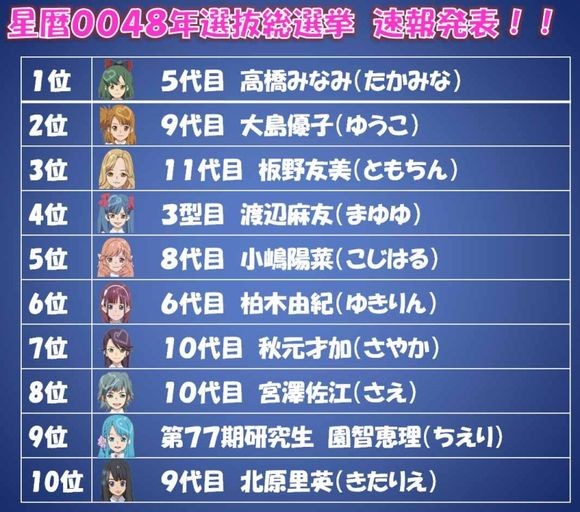 星暦0048年選抜総選挙 速報発表！！
1位 5代目 高橋みなみ(たかみな)
2位 9代目 大島優子(ゆうこ)
3位 11代目 板野友美(ともちん)
4位 3型目 渡辺麻友(まゆゆ)
5位 8代目 小嶋陽菜(こじはる)
6位 6代目 柏木由紀(ゆきりん)
7位 10代目 秋元才加(さやか)
8位 10代目 宮澤佐江(さえ)
9位 第77期研究生 園智恵理(ちえり)
10位 9代目 北原里英(きたりえ)